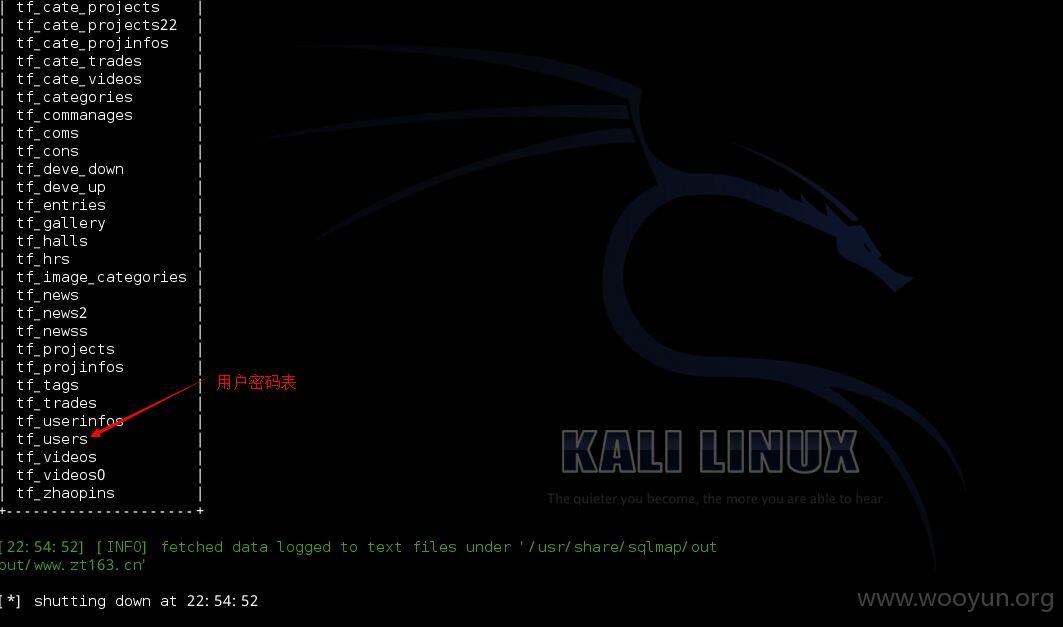 | tf_cate_projects |
| tf_cate_projects22 |
| tf_cate_projinfos |
| tf_cate_trades |
| tf_cate_videos |
| tf_categories |
| tf_commanages |
| tf_coms |
| tf_cons |
| tf_deve_down |
| tf_deve_up |
| tf_entries |
| tf_gallery |
| tf_halls |
| tf_hrs |
| tf_image_categories |
| tf_news |
| tf_news2 |
| tf_newss |
| tf_projects |
| tf_projinfos |
| tf_tags |
用户密码表
| tf_trades |
| tf_userinfos |
| tf_users |
| tf_videos |
| tf_videos0 |
| tf_zhaopins |
+---------------------+
KALI LINUX
The quieter you become, the more you are able to hear.
[22:54:52] [INFO] fetched data logged to text files under '/usr/share/sqlmap/out
put/www.zt163.cn'
[*] shutting down at 22:54:52
www.wooyun.org